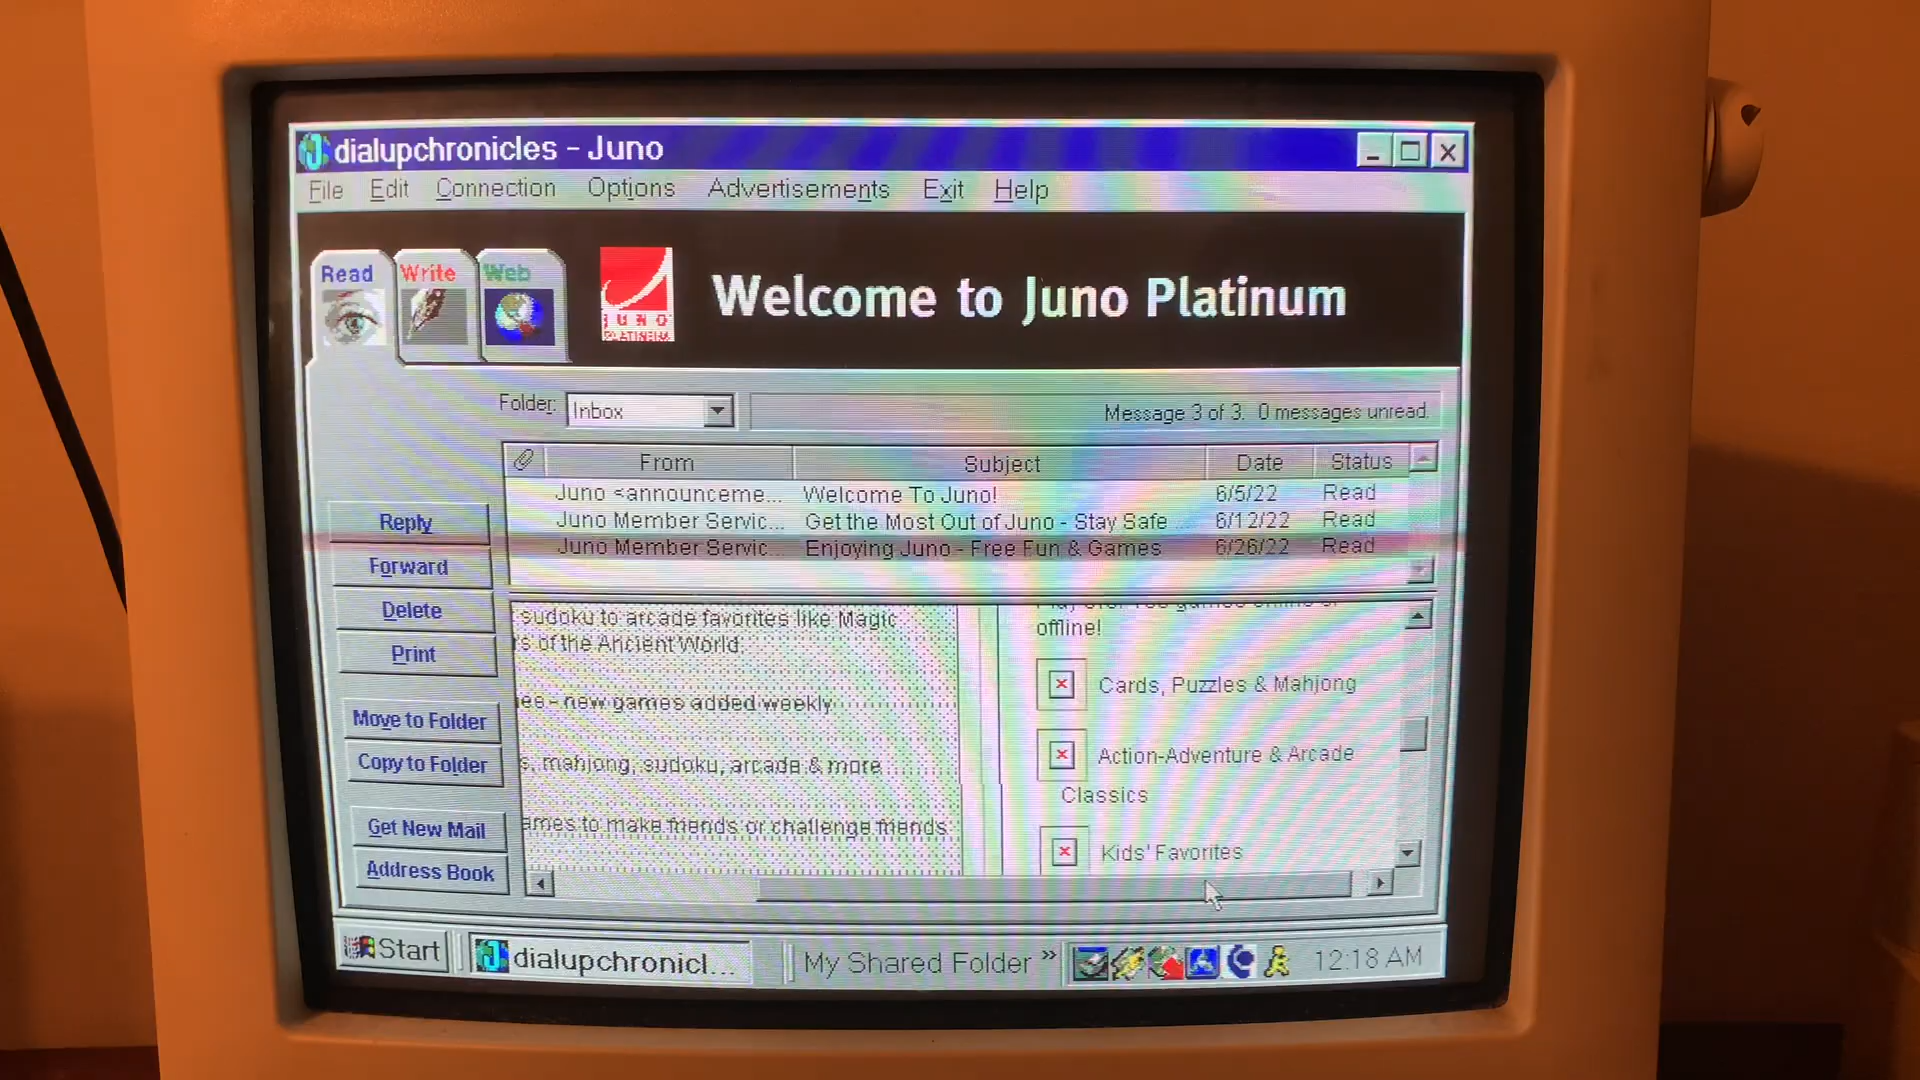 dialupchronicles - Juno
File Edit Connection Options Advertisements Exit Help
Read Write Web
JUNO
PLATINUM
Welcome to Juno Platinum
Folder: Inbox
Message 3 of 3. 0 messages unread.
From Subject Date Status
Juno <announceme... Welcome To Juno! 6/5/22 Read
Juno Member Servic... Get the Most Out of Juno - Stay Safe ... 6/12/22 Read
Juno Member Servic... Enjoying Juno - Free Fun & Games 6/26/22 Read
Reply
Forward
Delete
Print
Move to Folder
Copy to Folder
Get New Mail
Address Book
sudoku to arcade favorites like Magic
s of the Ancient World.
es - new games added weekly
s, mahjong, sudoku, arcade & more
ames to make friends or challenge friends
offline!
Cards, Puzzles & Mahjong
Action-Adventure & Arcade
Classics
Kids' Favorites
Start dialupchronicl... My Shared Folder » 12:18 AM